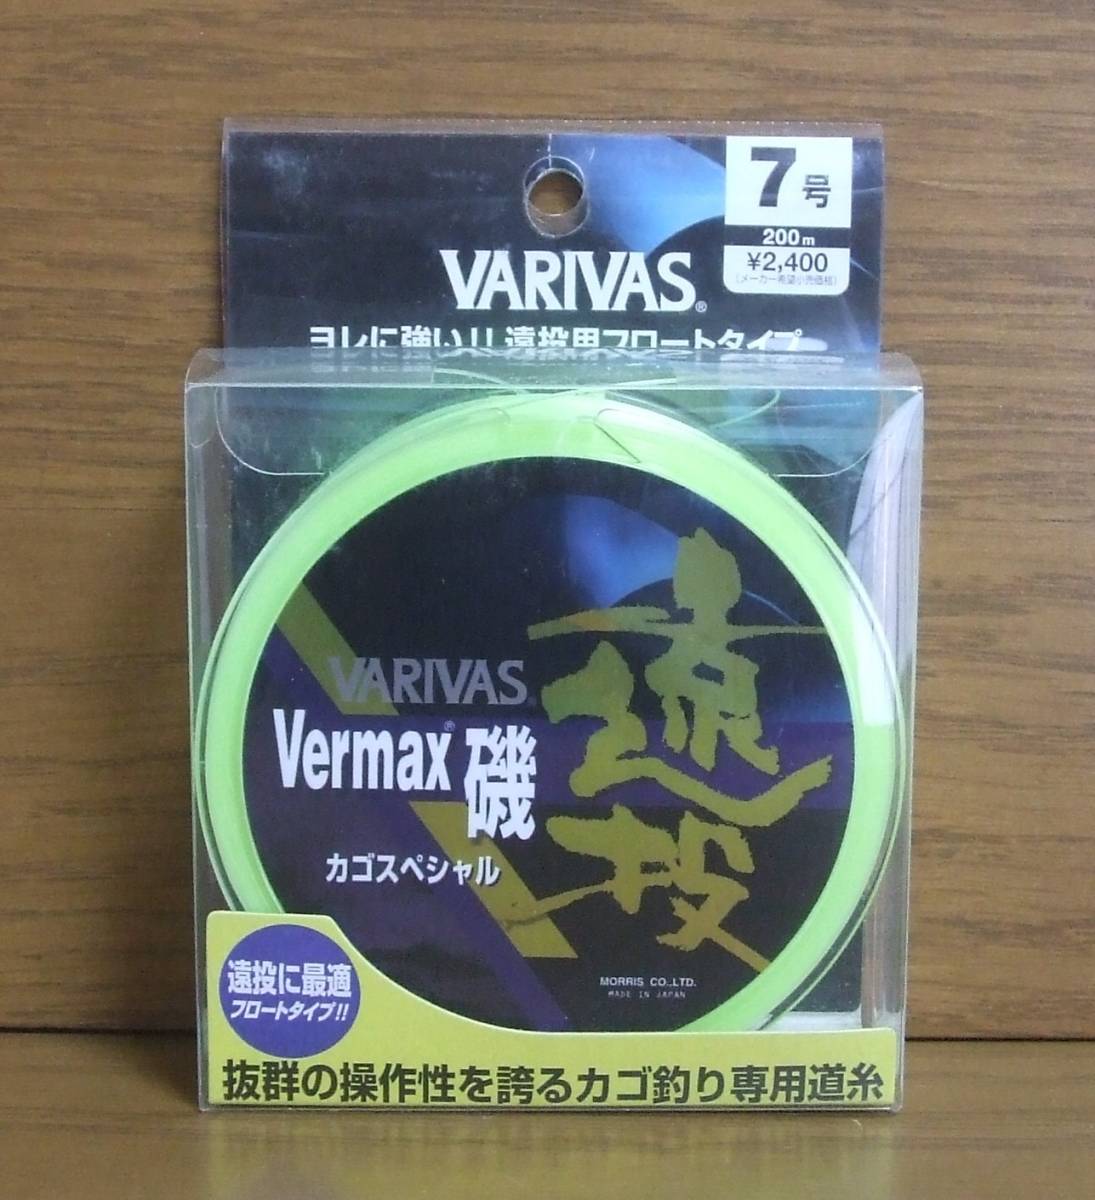 7号
200m
¥2,400
(メーカー希望小売価格)
VARIVAS®
ヨレに強い!!遠投用フロートタイプ
VARIVAS®
Vermax®磯
遠投
カゴスペシャル
MORRIS CO.,LTD.
MADE IN JAPAN
遠投に最適
フロートタイプ!!
抜群の操作性を誇るカゴ釣り専用道糸